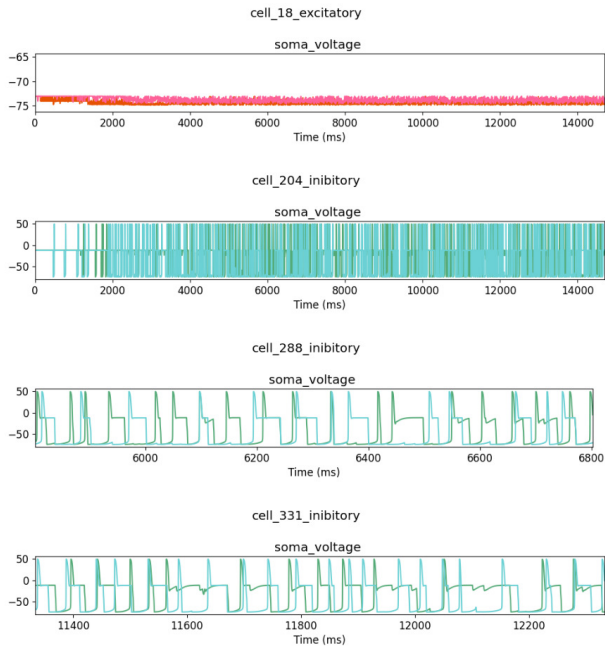 cell_18_excitatory
soma_voltage
−65
−70
−75
0 2000 4000 6000 8000 10000 12000 14000
Time (ms)
cell_204_inibitory
soma_voltage
50
0
−50
0 2000 4000 6000 8000 10000 12000 14000
Time (ms)
cell_288_inibitory
soma_voltage
50
0
−50
6000 6200 6400 6600 6800
Time (ms)
cell_331_inibitory
soma_voltage
50
0
−50
11400 11600 11800 12000 12200
Time (ms)